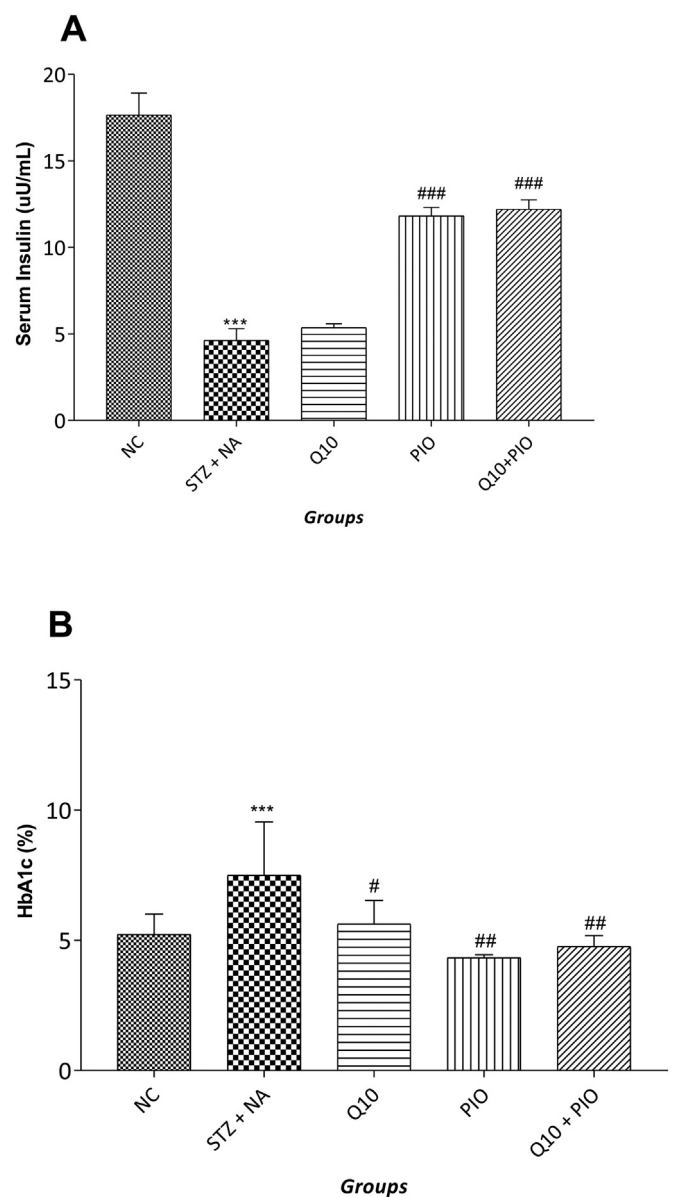 A
Serum Insulin (uU/mL)
20
15
10
5
0
***
###
###
NC
STZ + NA
Q10
PIO
Q10+PIO
Groups
B
HbA1c (%)
15
10
5
0
***
#
##
##
NC
STZ + NA
Q10
PIO
Q10 + PIO
Groups